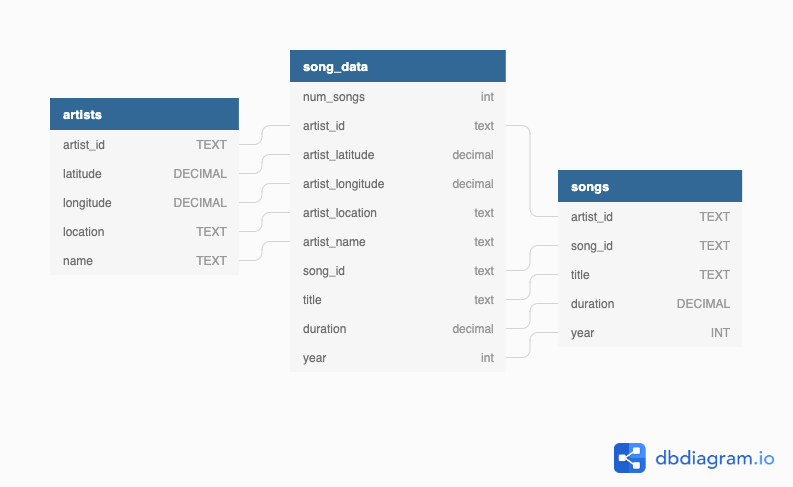 artists
artist_id TEXT
latitude DECIMAL
longitude DECIMAL
location TEXT
name TEXT
song_data
num_songs int
artist_id text
artist_latitude decimal
artist_longitude decimal
artist_location text
artist_name text
song_id text
title text
duration decimal
year int
songs
artist_id TEXT
song_id TEXT
title TEXT
duration DECIMAL
year INT
dbdiagram.io